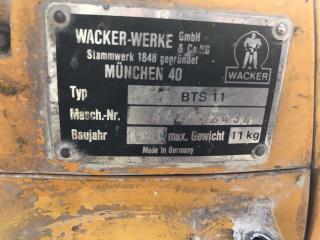 WACKER-WERKE GmbH & Co KG
Stammwerk 1848 gegründet
MÜNCHEN 40
WACKER
Typ BTS 11
Masch.-Nr.
Baujahr max. Gewicht 11 kg
Made in Germany